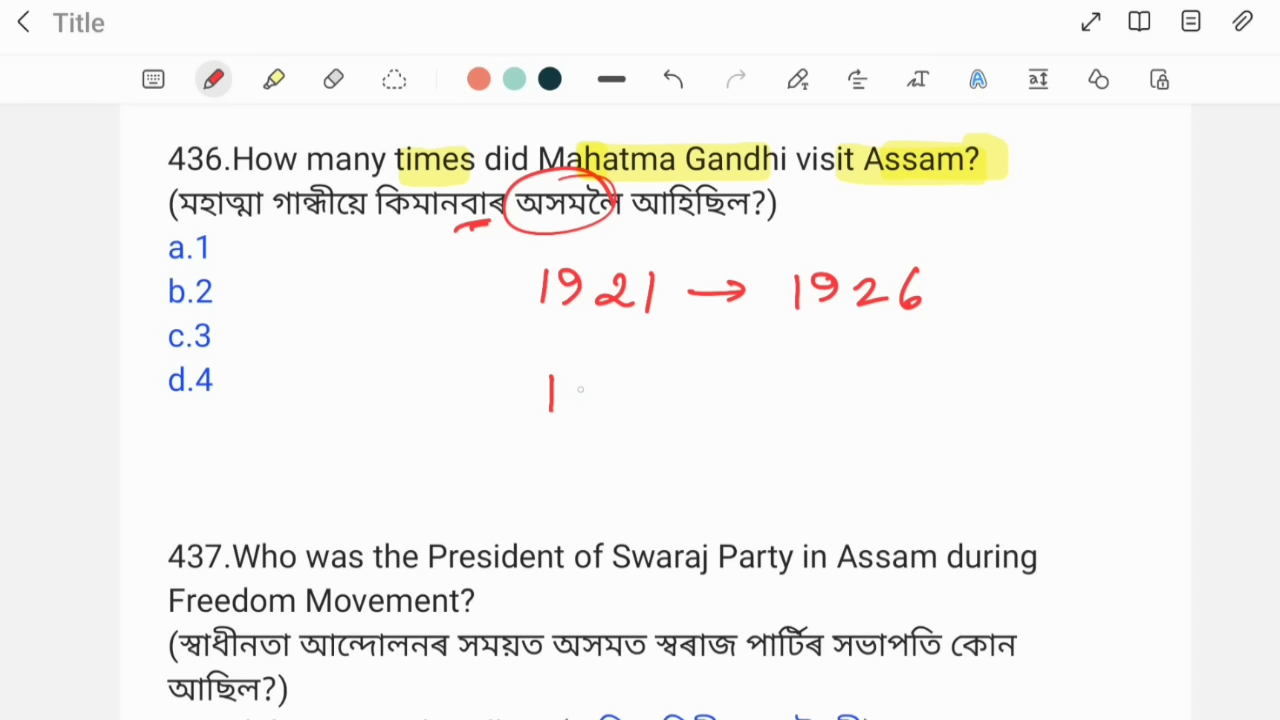 Title
436.How many times did Mahatma Gandhi visit Assam?
(মহাত্মা গান্ধীয়ে কিমানবাৰ অসমলৈ আহিছিল?)
a.1
b.2
1921 → 1926
c.3
d.4
1
437.Who was the President of Swaraj Party in Assam during
Freedom Movement?
(স্বাধীনতা আন্দোলনৰ সময়ত অসমত স্বৰাজ পাৰ্টিৰ সভাপতি কোন
আছিল?)